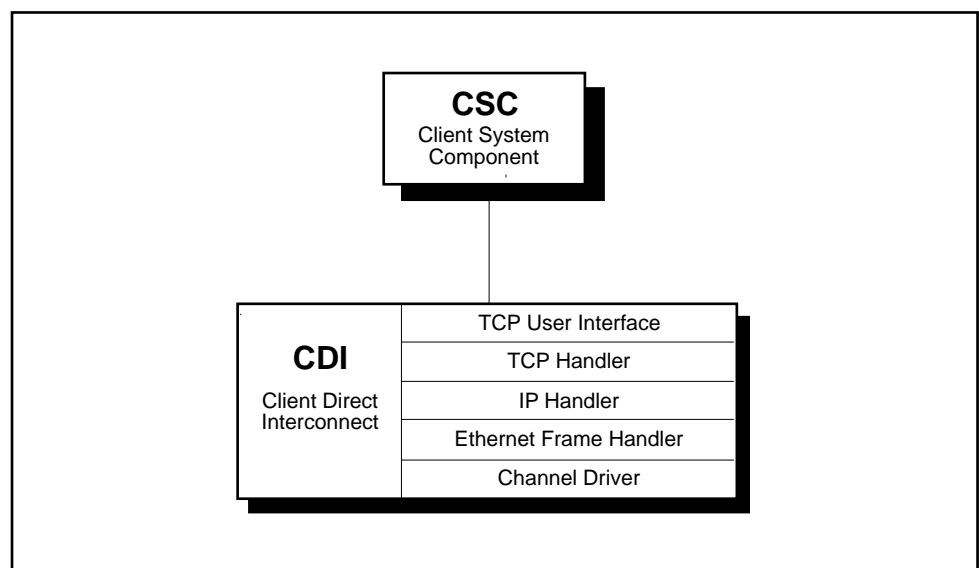 CSC
Client System
Component
CDI
Client Direct
Interconnect
TCP User Interface
TCP Handler
IP Handler
Ethernet Frame Handler
Channel Driver